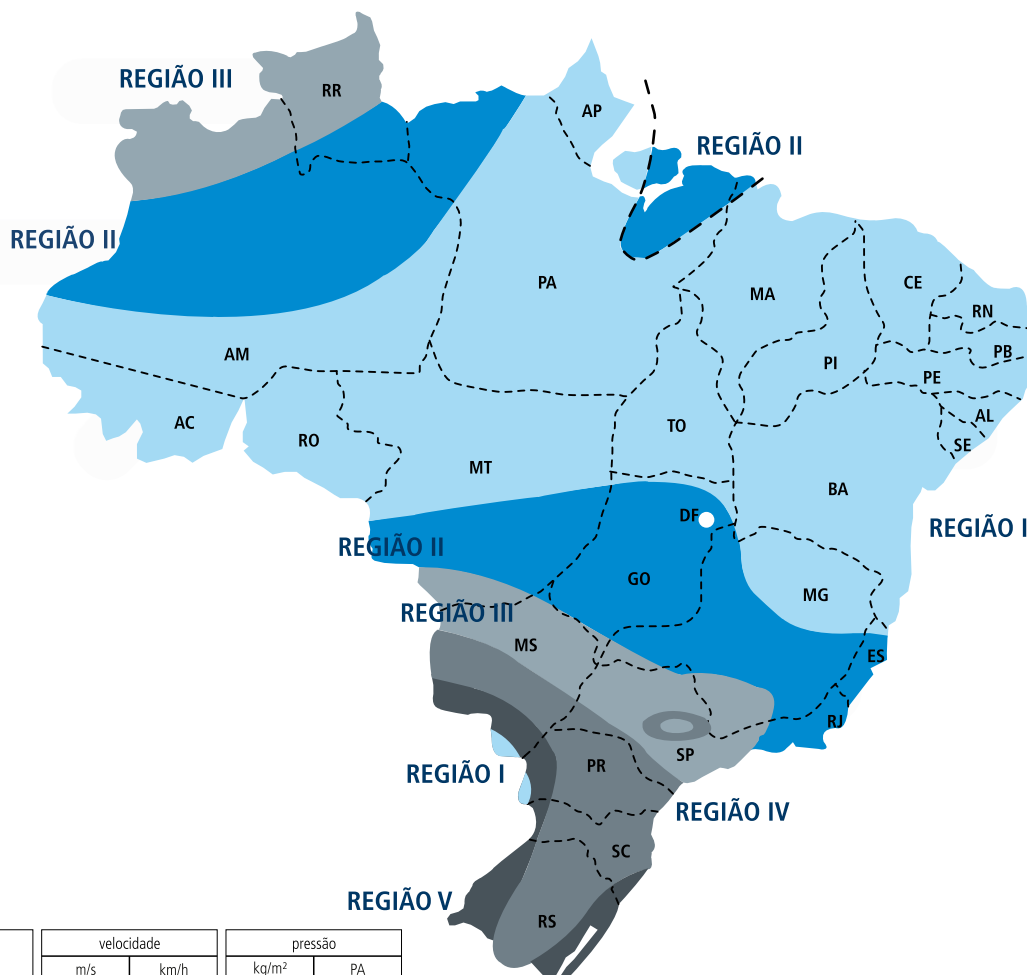 REGIÃO III
RR
AP
REGIÃO II
REGIÃO II
PA
MA
CE
RN
PB
AM
PI
PE
AL
AC
RO
TO
SE
MT
BA
DF
REGIÃO I
REGIÃO II
GO
MG
REGIÃO III
MS
ES
RJ
SP
PR
REGIÃO I
REGIÃO IV
SC
REGIÃO V
RS
velocidade
pressão
m/s
km/h
kg/m²
PA